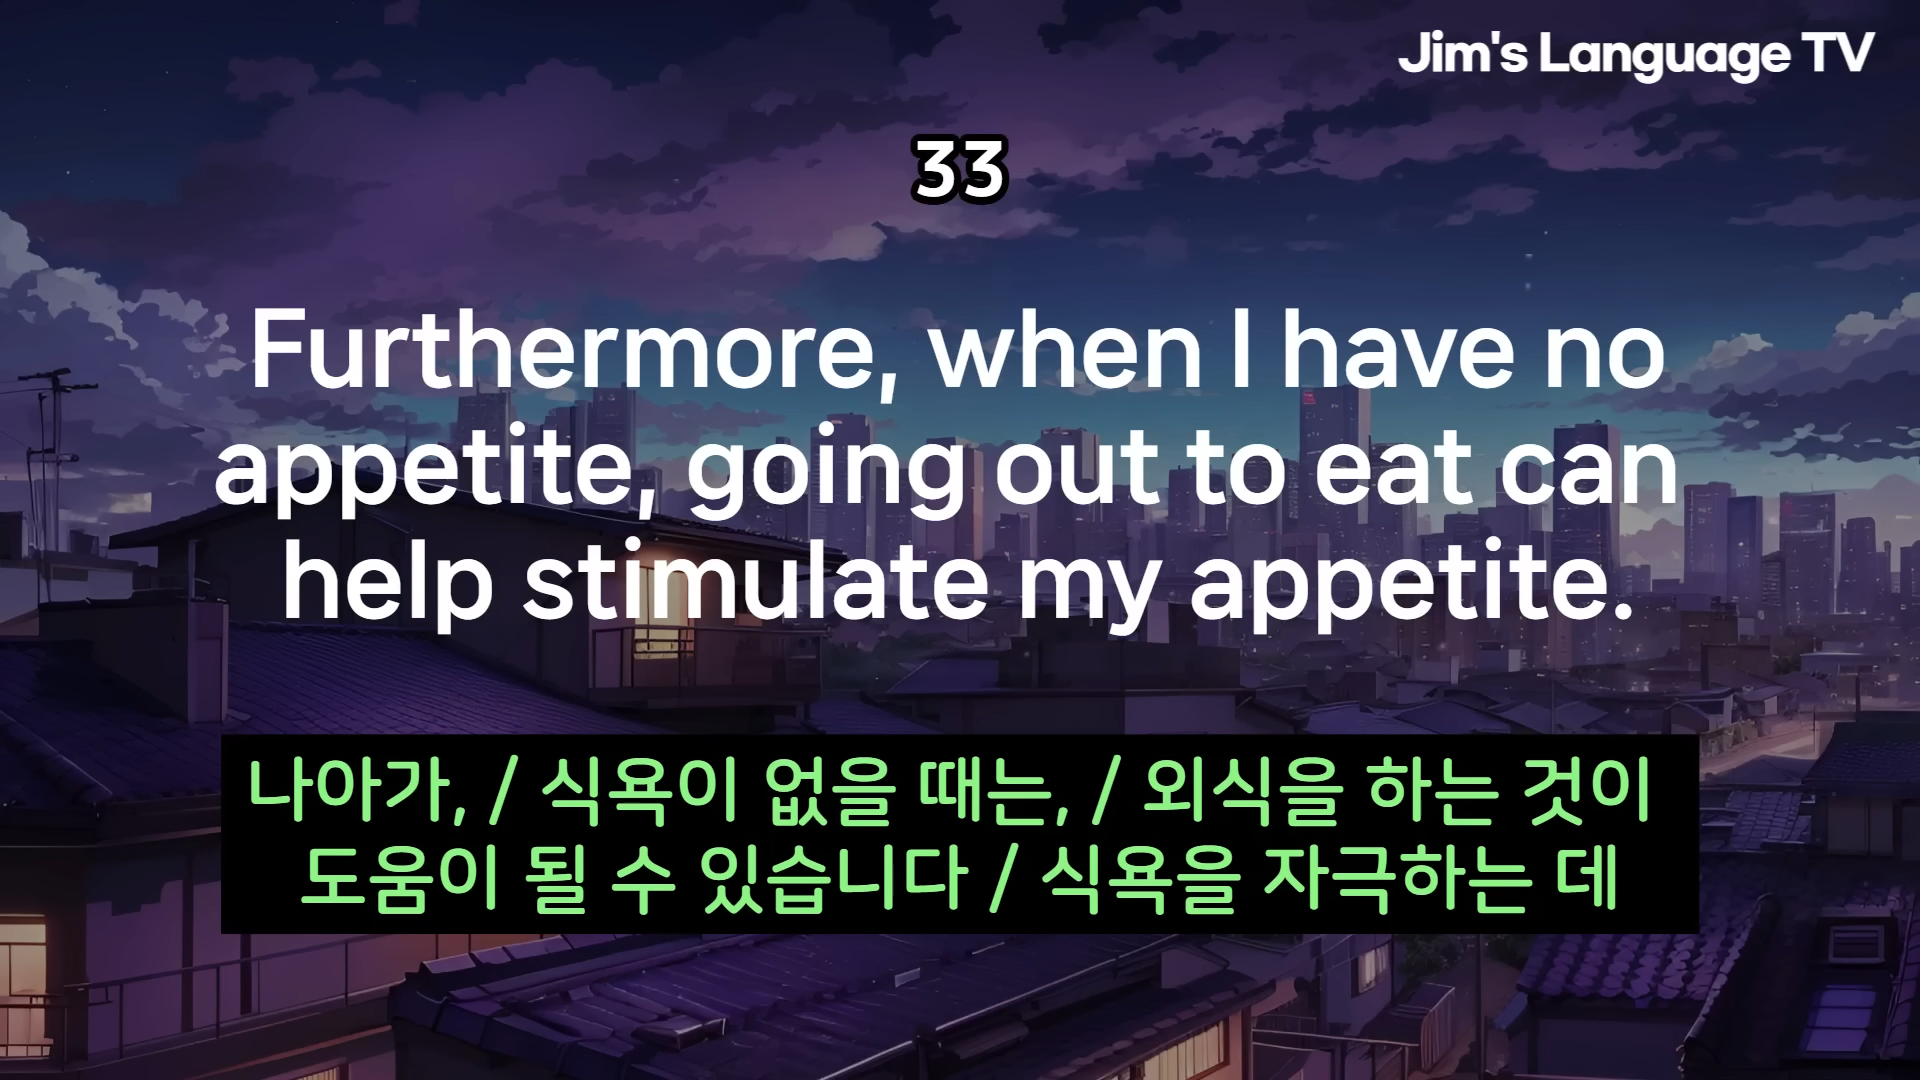 Jim's Language TV
33
Furthermore, when I have no
appetite, going out to eat can
help stimulate my appetite.
나아가, / 식욕이 없을 때는, / 외식을 하는 것이
도움이 될 수 있습니다 / 식욕을 자극하는 데